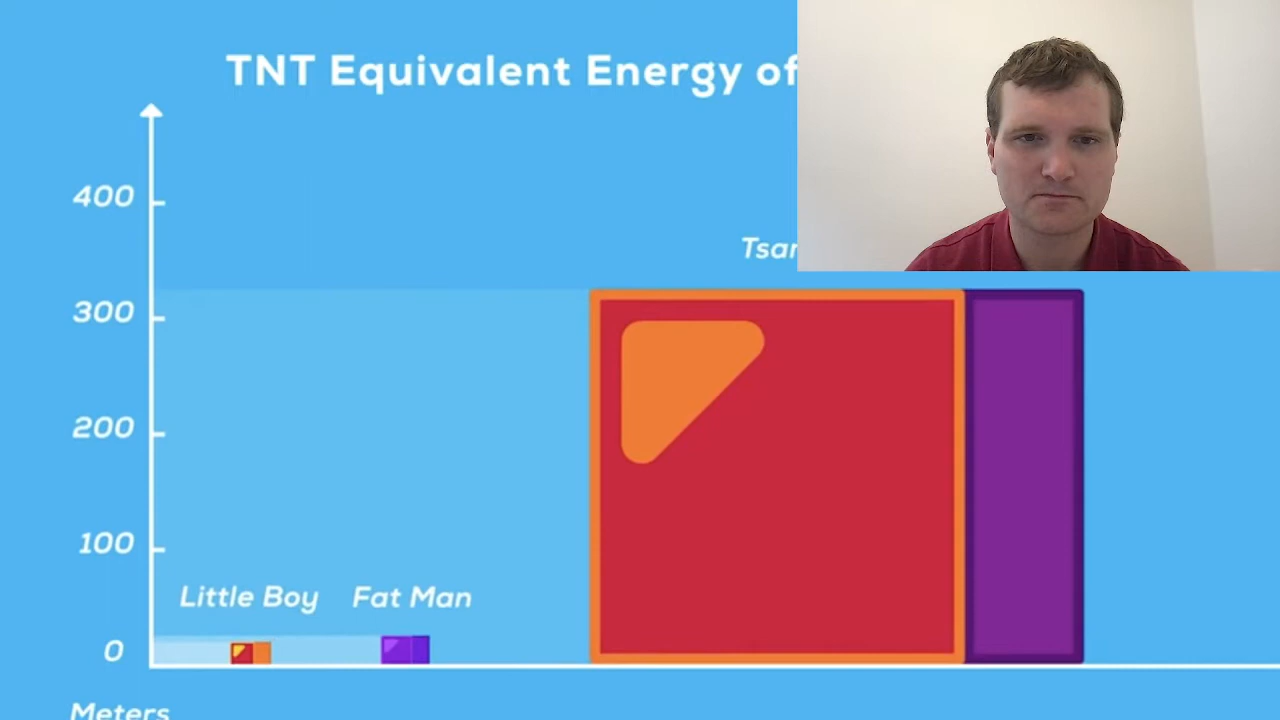 TNT Equivalent Energy of
400
Tsar
300
200
100
Little Boy Fat Man
0
Meters